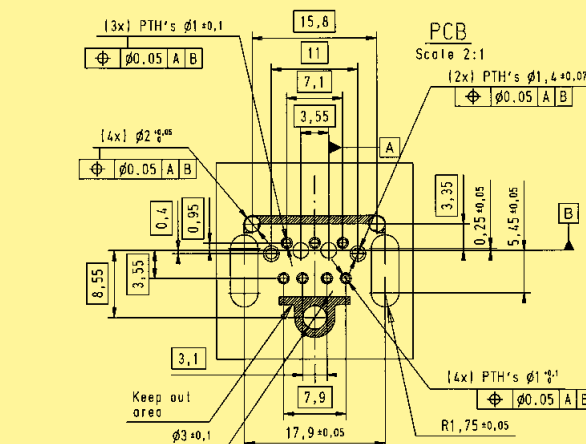 (3x) PTH's ø1 ±0,1
⌖ ø0.05 A B
15,8
PCB
Scale 2:1
11
(2x) PTH's ø1,4 ±0,07
⌖ ø0.05 A B
7,1
3,55
(4x) ø2 +0,05 0
⌖ ø0.05 A B
A
0,4
0,95
3,35
0,25 ±0,05
5,45 ±0,05
B
8,55
3,55
3,1
Keep out
area
7,9
(4x) PTH's ø1
⌖ ø0.05 A B
ø3 ±0,1
17,9 ±0,05
R1,75 ±0,05